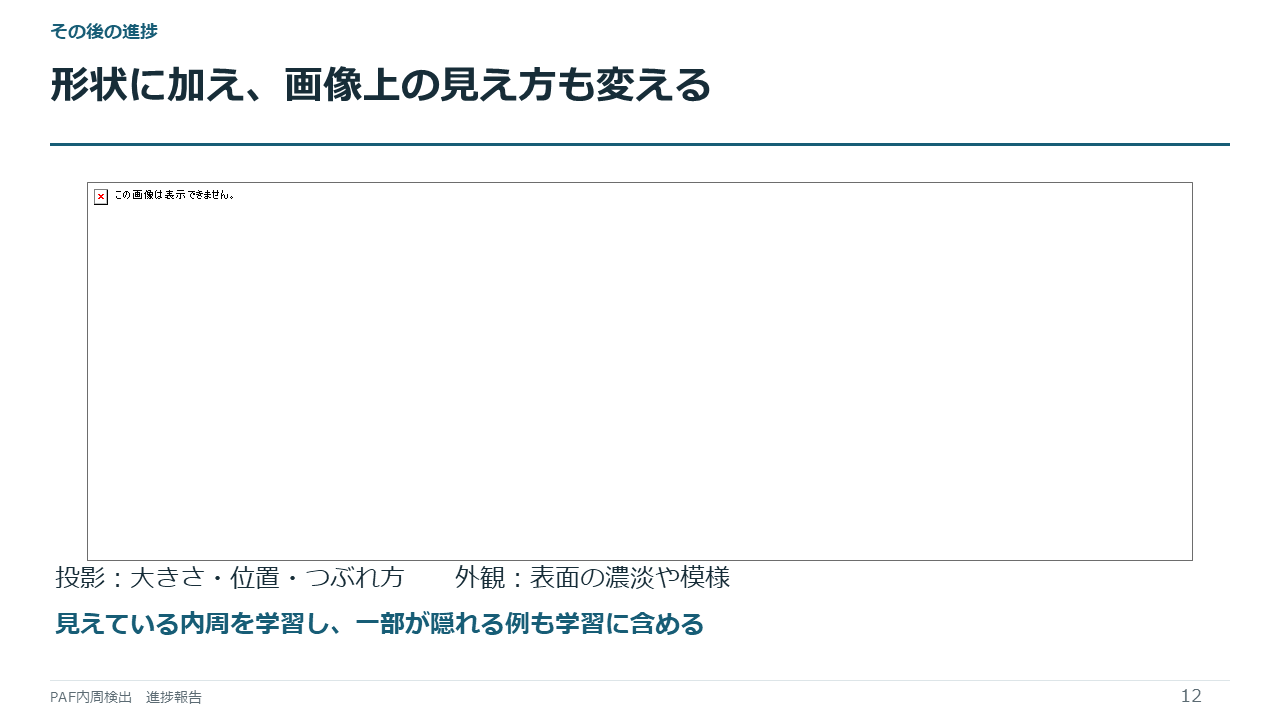 その後の進捗
形状に加え、画像上の見え方も変える
この画像は表示できません。
投影：大きさ・位置・つぶれ方　　外観：表面の濃淡や模様
見えている内周を学習し、一部が隠れる例も学習に含める
PAF内周検出　進捗報告
12